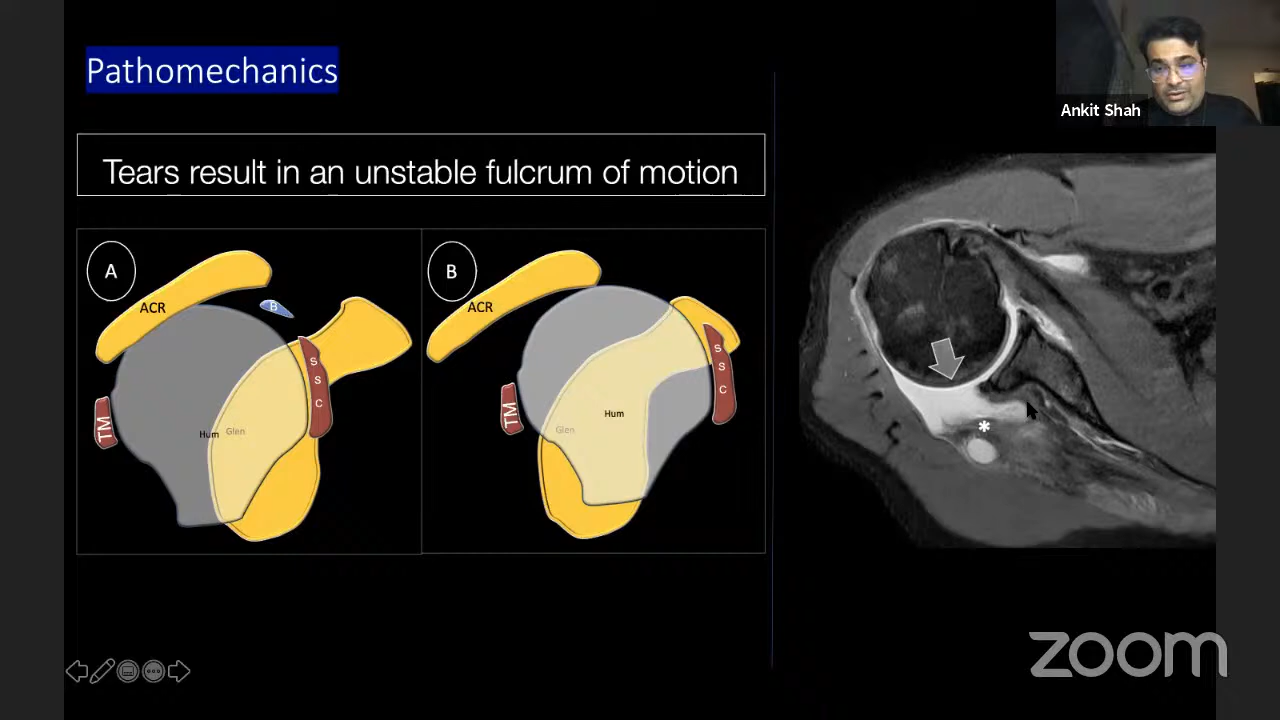 Pathomechanics
Ankit Shah
Tears result in an unstable fulcrum of motion
A
ACR
B
TM
Hum
Glen
S
S
C
B
ACR
TM
Hum
Glen
S
S
C
*
zoom